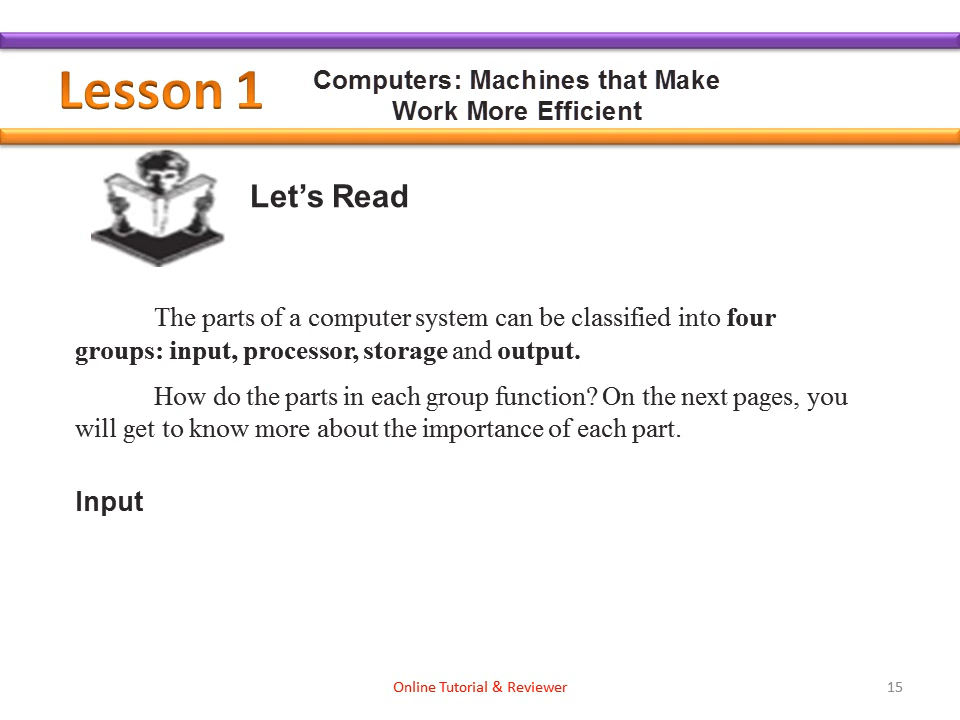 Lesson 1
Computers: Machines that Make
Work More Efficient
Let’s Read
The parts of a computer system can be classified into four
groups: input, processor, storage and output.
How do the parts in each group function? On the next pages, you
will get to know more about the importance of each part.
Input
Online Tutorial & Reviewer
15